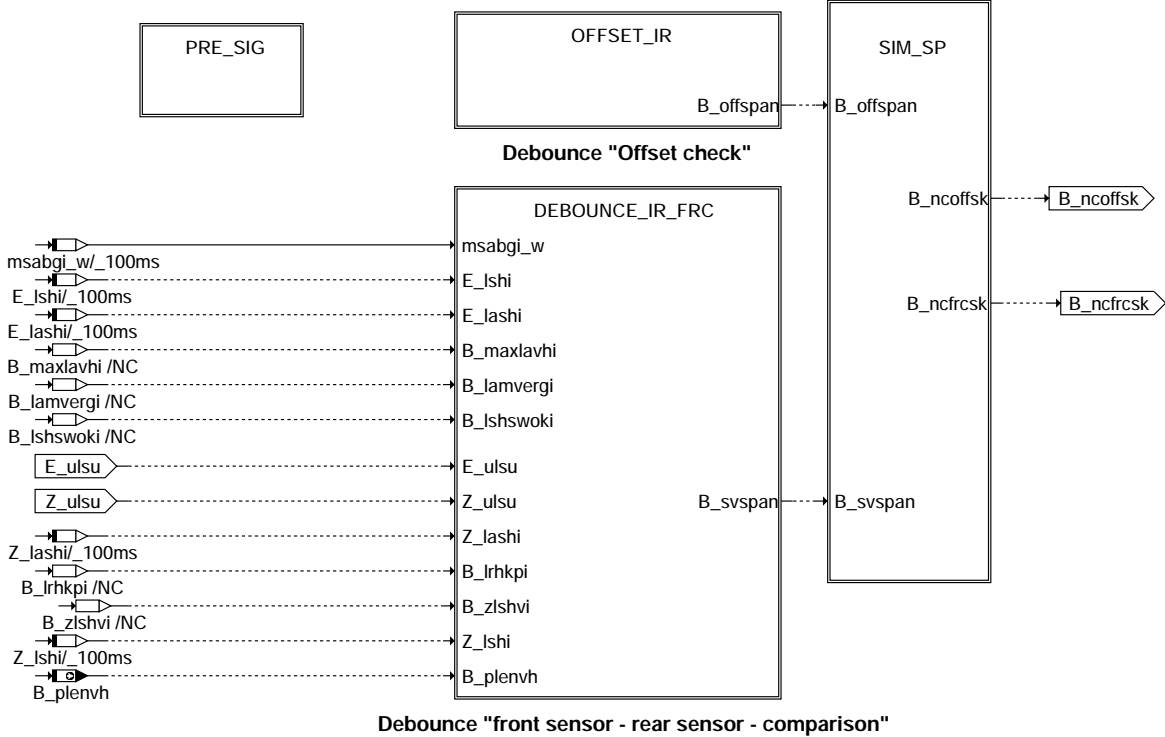 PRE_SIG
OFFSET_IR
SIM_SP
B_offspan
B_offspan
Debounce "Offset check"
B_ncoffsk
B_ncoffsk
DEBOUNCE_IR_FRC
msabgi_w
msabgi_w/_100ms
E_lshi
E_lshi/_100ms
B_ncfrcsk
B_ncfrcsk
E_lashi
E_lashi/_100ms
B_maxlavhi
B_maxlavhi /NC
B_lamvergi
B_lamvergi /NC
B_lshswoki
B_lshswoki /NC
E_ulsu
E_ulsu
Z_ulsu
Z_ulsu
B_svspan
B_svspan
Z_lashi
Z_lashi/_100ms
B_lrhkpi
B_lrhkpi /NC
B_zlshvi
B_zlshvi /NC
Z_lshi
Z_lshi/_100ms
B_plenvh
B_plenvh
Debounce "front sensor - rear sensor - comparison"